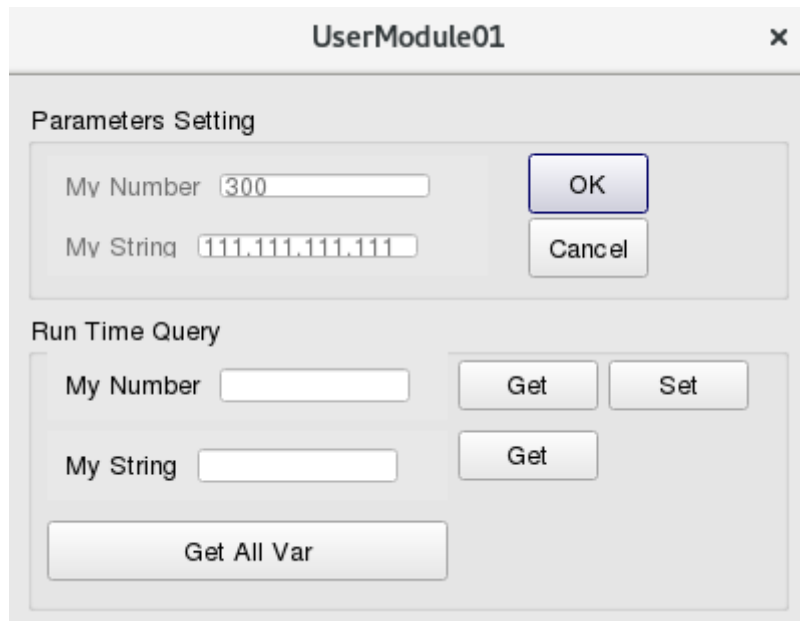 UserModule01
Parameters Setting
My Number 300
OK
My String 111.111.111.111
Cancel
Run Time Query
My Number
Get
Set
My String
Get
Get All Var